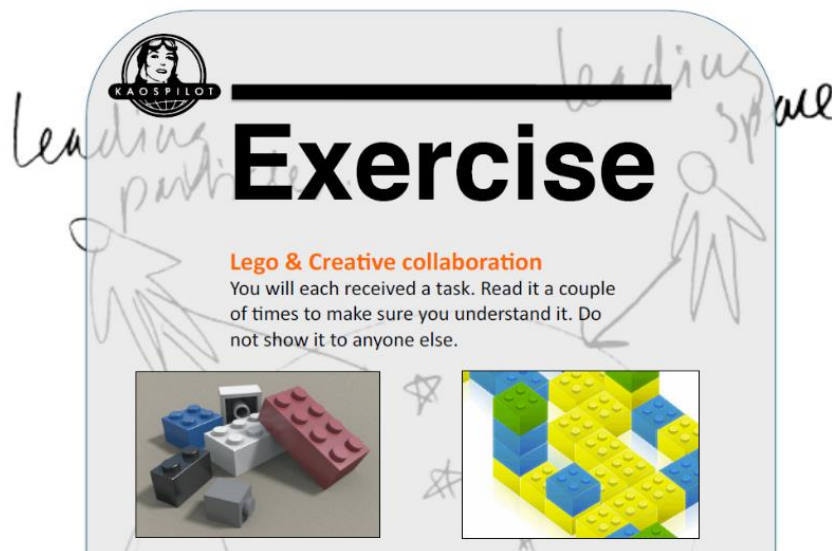 KAOSPILOT
leading
space
leading
particles
Exercise
Lego & Creative collaboration
You will each received a task. Read it a couple
of times to make sure you understand it. Do
not show it to anyone else.